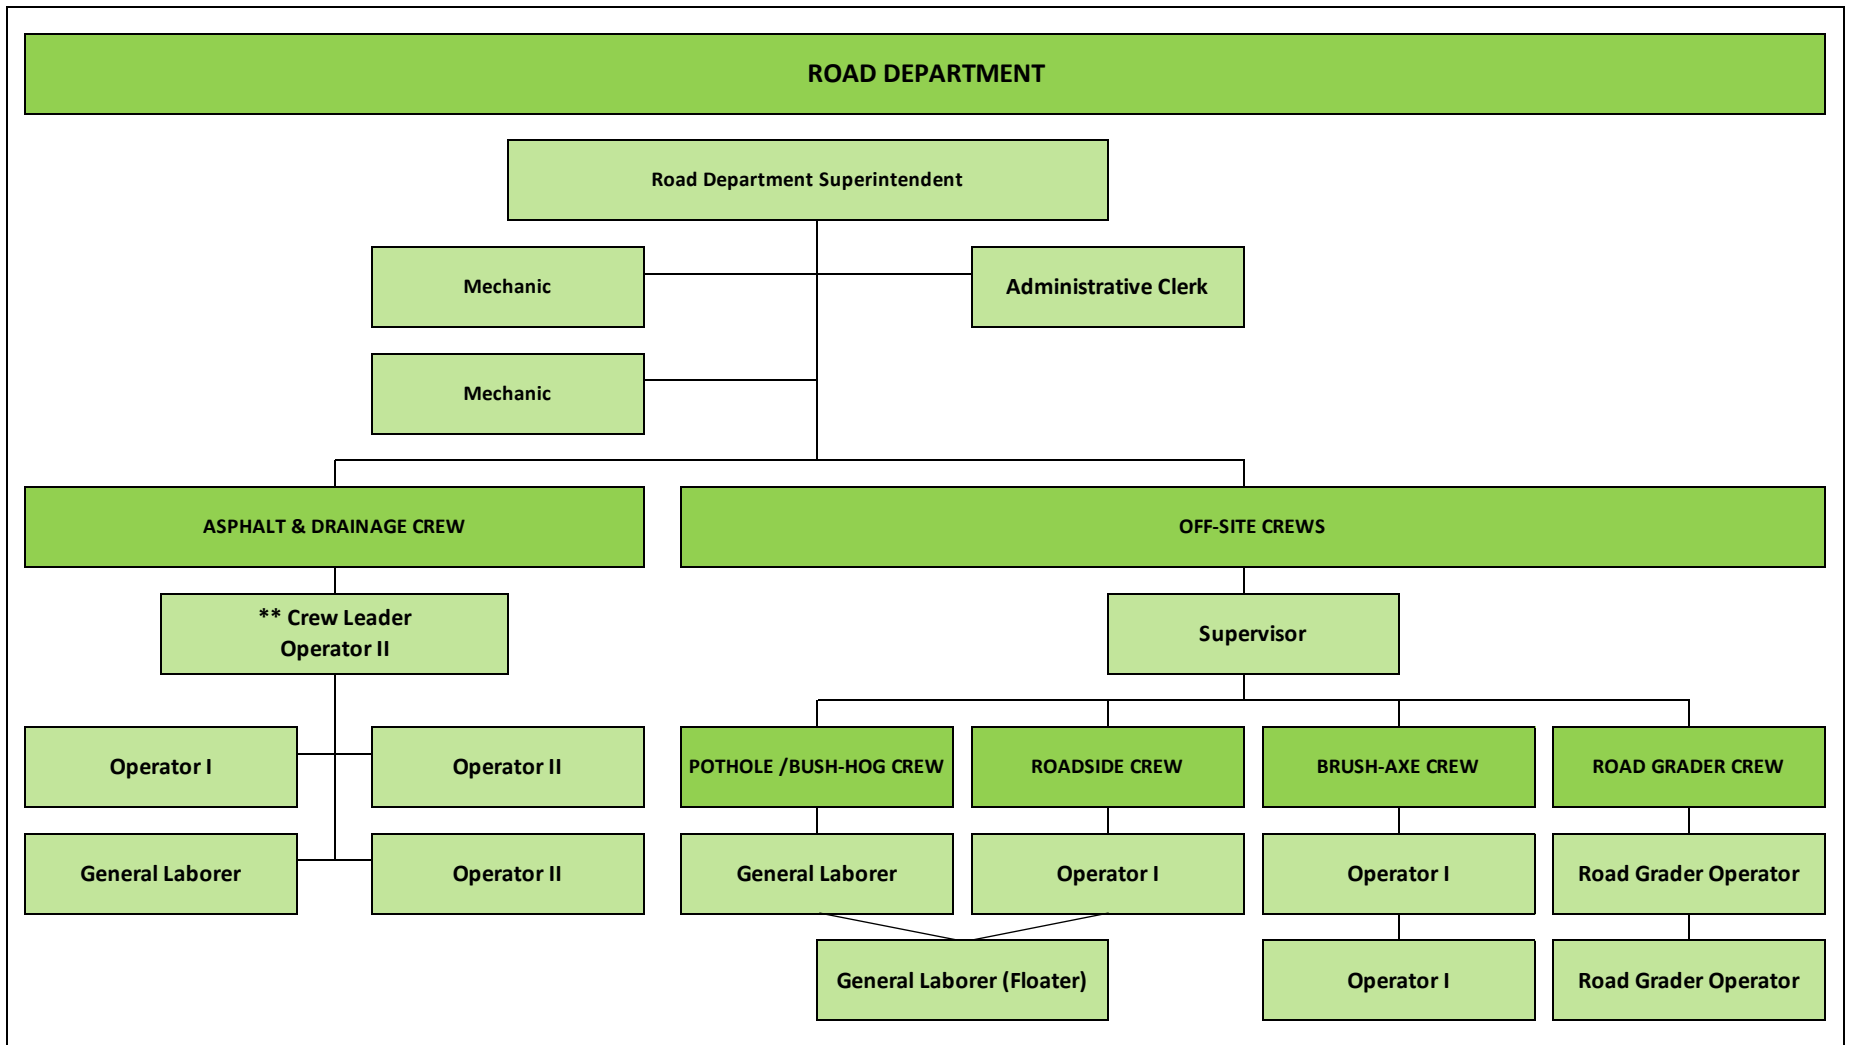 ROAD DEPARTMENT
Road Department Superintendent
Mechanic
Administrative Clerk
Mechanic
ASPHALT & DRAINAGE CREW
OFF-SITE CREWS
** Crew Leader
Operator II
Supervisor
Operator I
Operator II
POTHOLE /BUSH-HOG CREW
ROADSIDE CREW
BRUSH-AXE CREW
ROAD GRADER CREW
General Laborer
Operator II
General Laborer
Operator I
Operator I
Road Grader Operator
General Laborer (Floater)
Operator I
Road Grader Operator